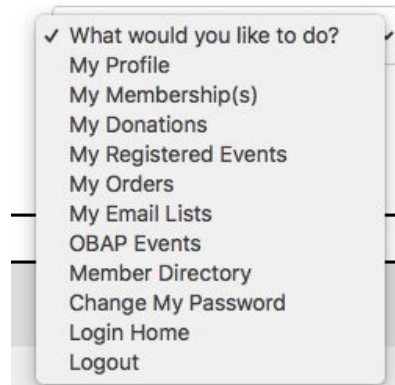 ✓ What would you like to do?
My Profile
My Membership(s)
My Donations
My Registered Events
My Orders
My Email Lists
OBAP Events
Member Directory
Change My Password
Login Home
Logout